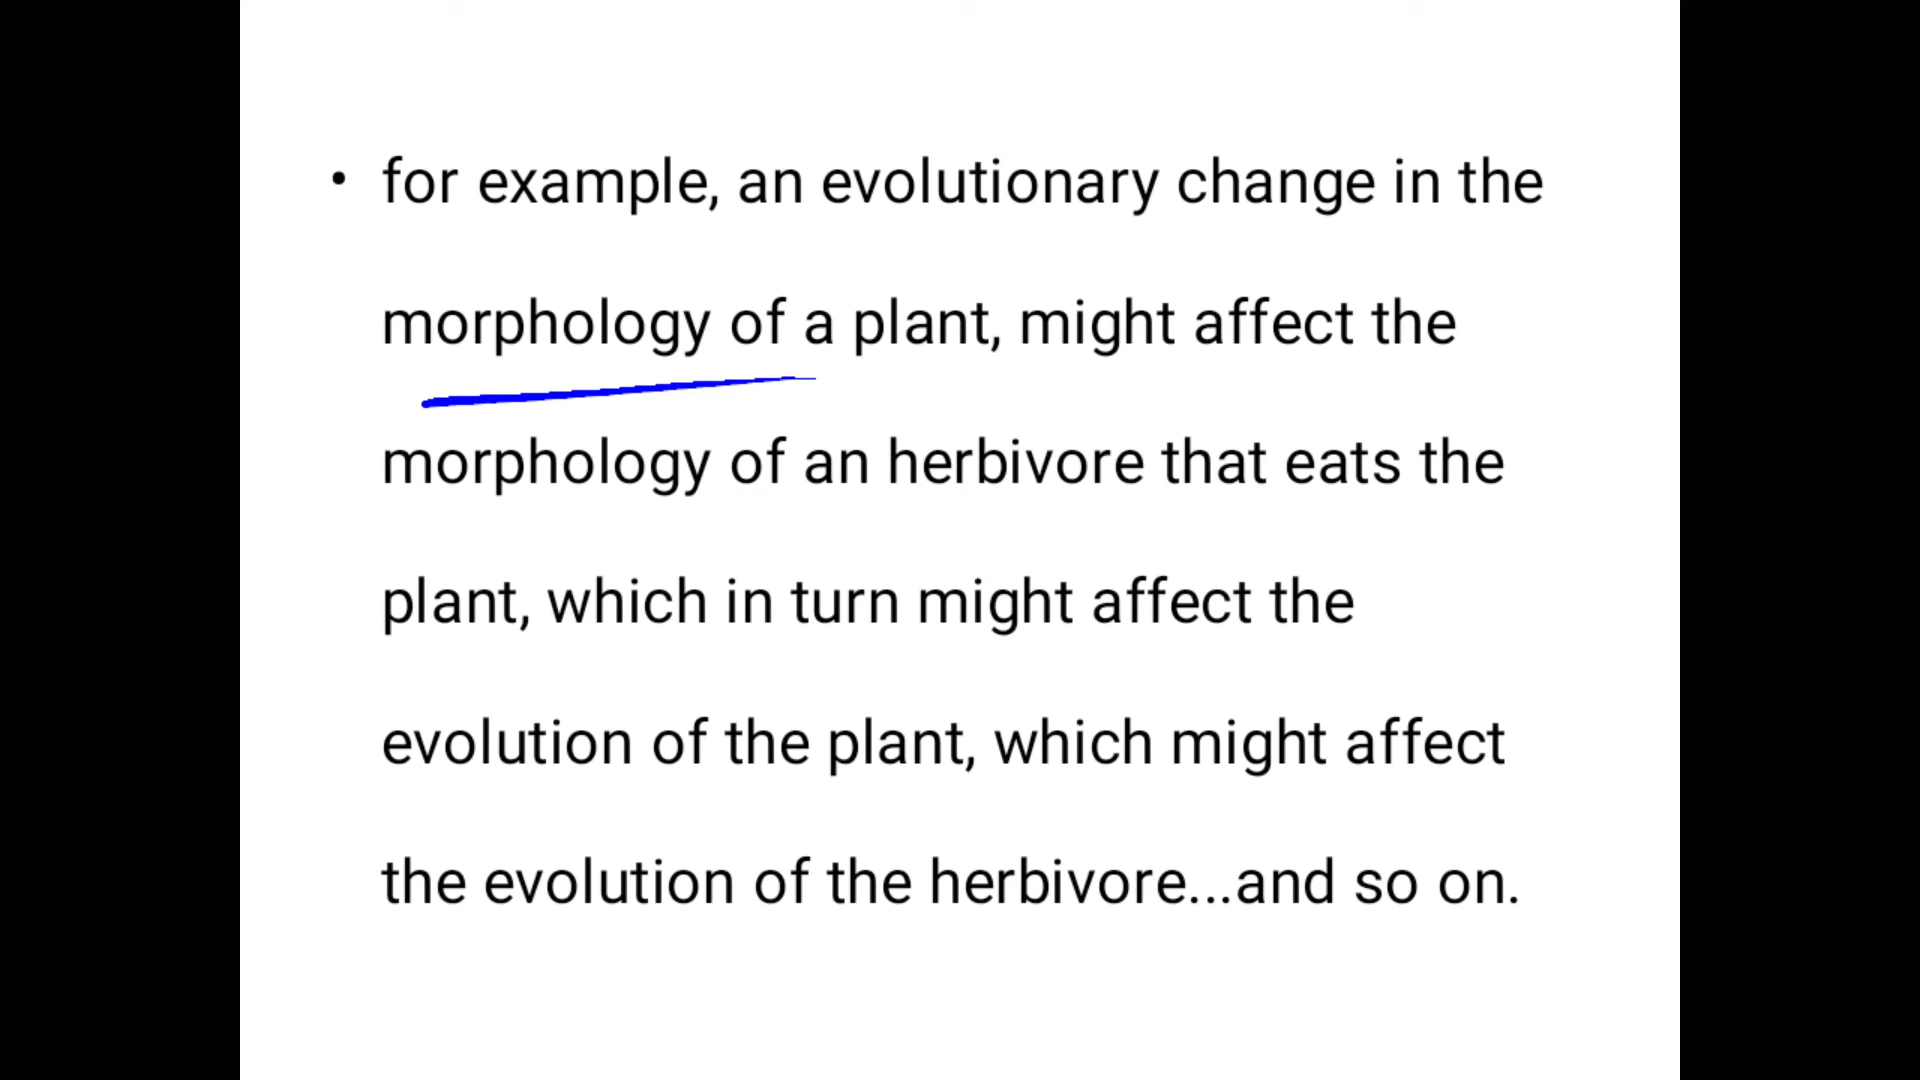 • for example, an evolutionary change in the
morphology of a plant, might affect the
morphology of an herbivore that eats the
plant, which in turn might affect the
evolution of the plant, which might affect
the evolution of the herbivore...and so on.